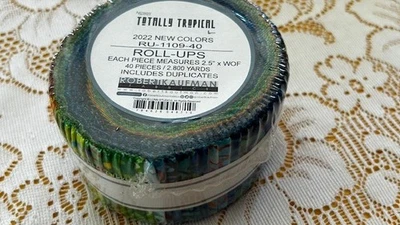 TOTALLY TROPICAL
2022 NEW COLORS
RU-1109-40
ROLL-UPS
EACH PIECE MEASURES 2.5" x WOF
40 PIECES / 2.800 YARDS
INCLUDES DUPLICATES
ROBERT KAUFMAN